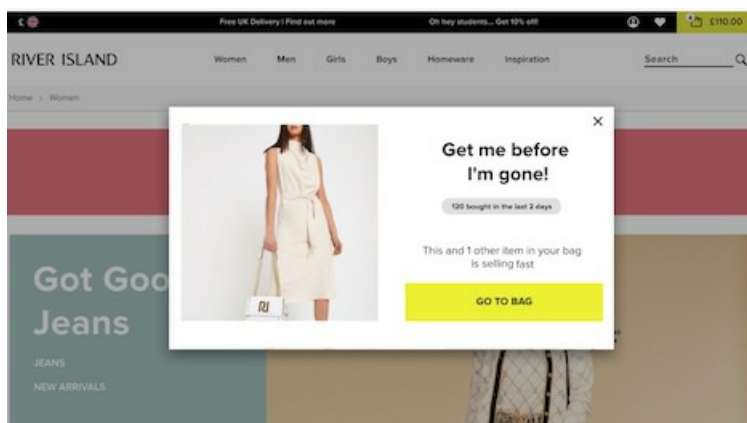 £
Free UK Delivery | Find out more
Oh hey students... Get 10% off!
£110.00
RIVER ISLAND
Women Men Girls Boys Homeware Inspiration
Search
Home > Women
Get me before
I'm gone!
120 bought in the last 2 days
This and 1 other item in your bag
is selling fast
GO TO BAG
RI
Got Goo
Jeans
JEANS
NEW ARRIVALS